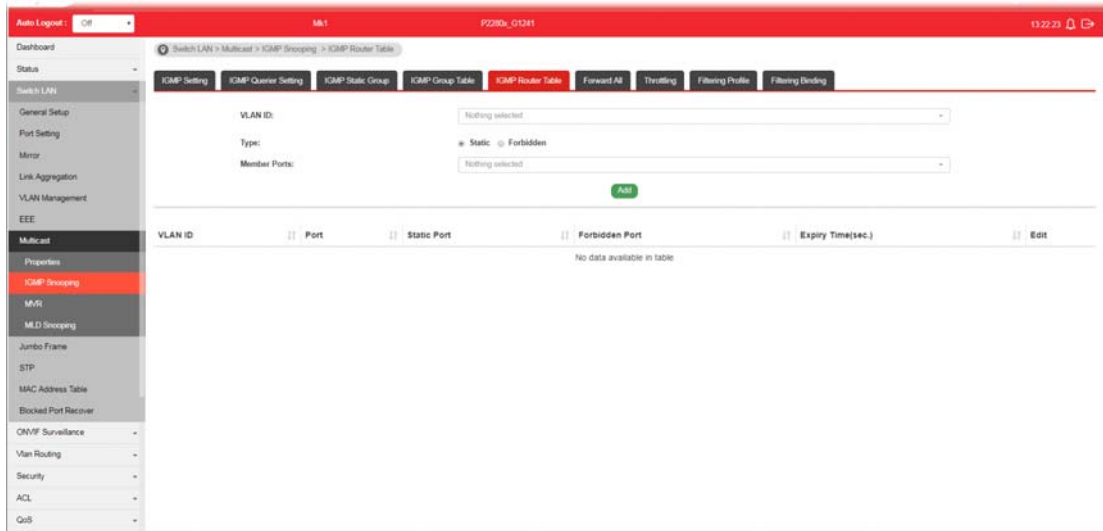 Auto Logout : Off Mk1 P2280x_G1241 13:22:23
Dashboard
Switch LAN > Multicast > IGMP Snooping > IGMP Router Table
Status
IGMP Setting IGMP Querier Setting IGMP Static Group IGMP Group Table IGMP Router Table Forward All Throttling Filtering Profile Filtering Binding
Switch LAN
General Setup
VLAN ID: Nothing selected
Port Setting
Type: Static Forbidden
Mirror
Member Ports: Nothing selected
Link Aggregation
Add
VLAN Management
EEE
VLAN ID Port Static Port Forbidden Port Expiry Time(sec.) Edit
Multicast
No data available in table
Properties
IGMP Snooping
MVR
MLD Snooping
Jumbo Frame
STP
MAC Address Table
Blocked Port Recover
ONVIF Surveillance
Vlan Routing
Security
ACL
QoS